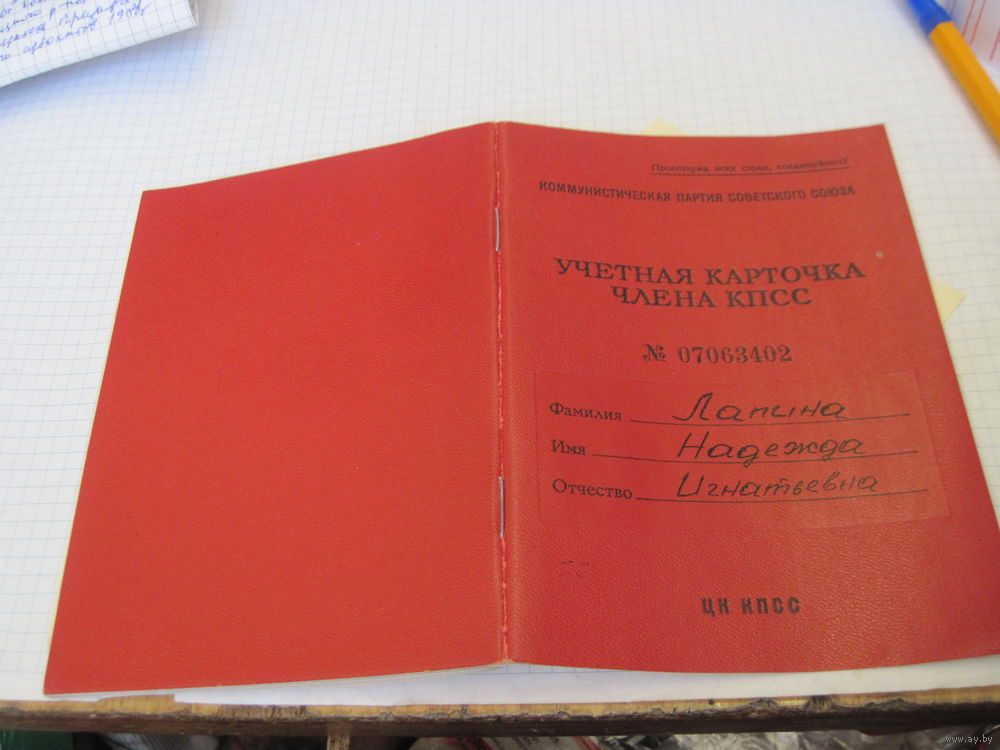 Пролетарии всех стран, соединяйтесь!
КОММУНИСТИЧЕСКАЯ ПАРТИЯ СОВЕТСКОГО СОЮЗА
УЧЕТНАЯ КАРТОЧКА
ЧЛЕНА КПСС
№ 07063402
Фамилия Лапина
Имя Надежда
Отчество Игнатьевна
ЦК КПСС
www.ay.by